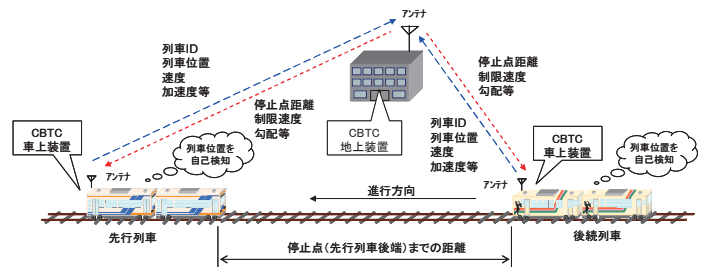 アンテナ
列車ID
列車位置
速度
加速度等
停止点距離
制限速度
勾配等
停止点距離
制限速度
勾配等
CBTC
地上装置
列車ID
列車位置
速度
加速度等
CBTC
車上装置
列車位置を
自己検知
CBTC
車上装置
列車位置を
自己検知
アンテナ
アンテナ
進行方向
先行列車
後続列車
停止点(先行列車後端)までの距離